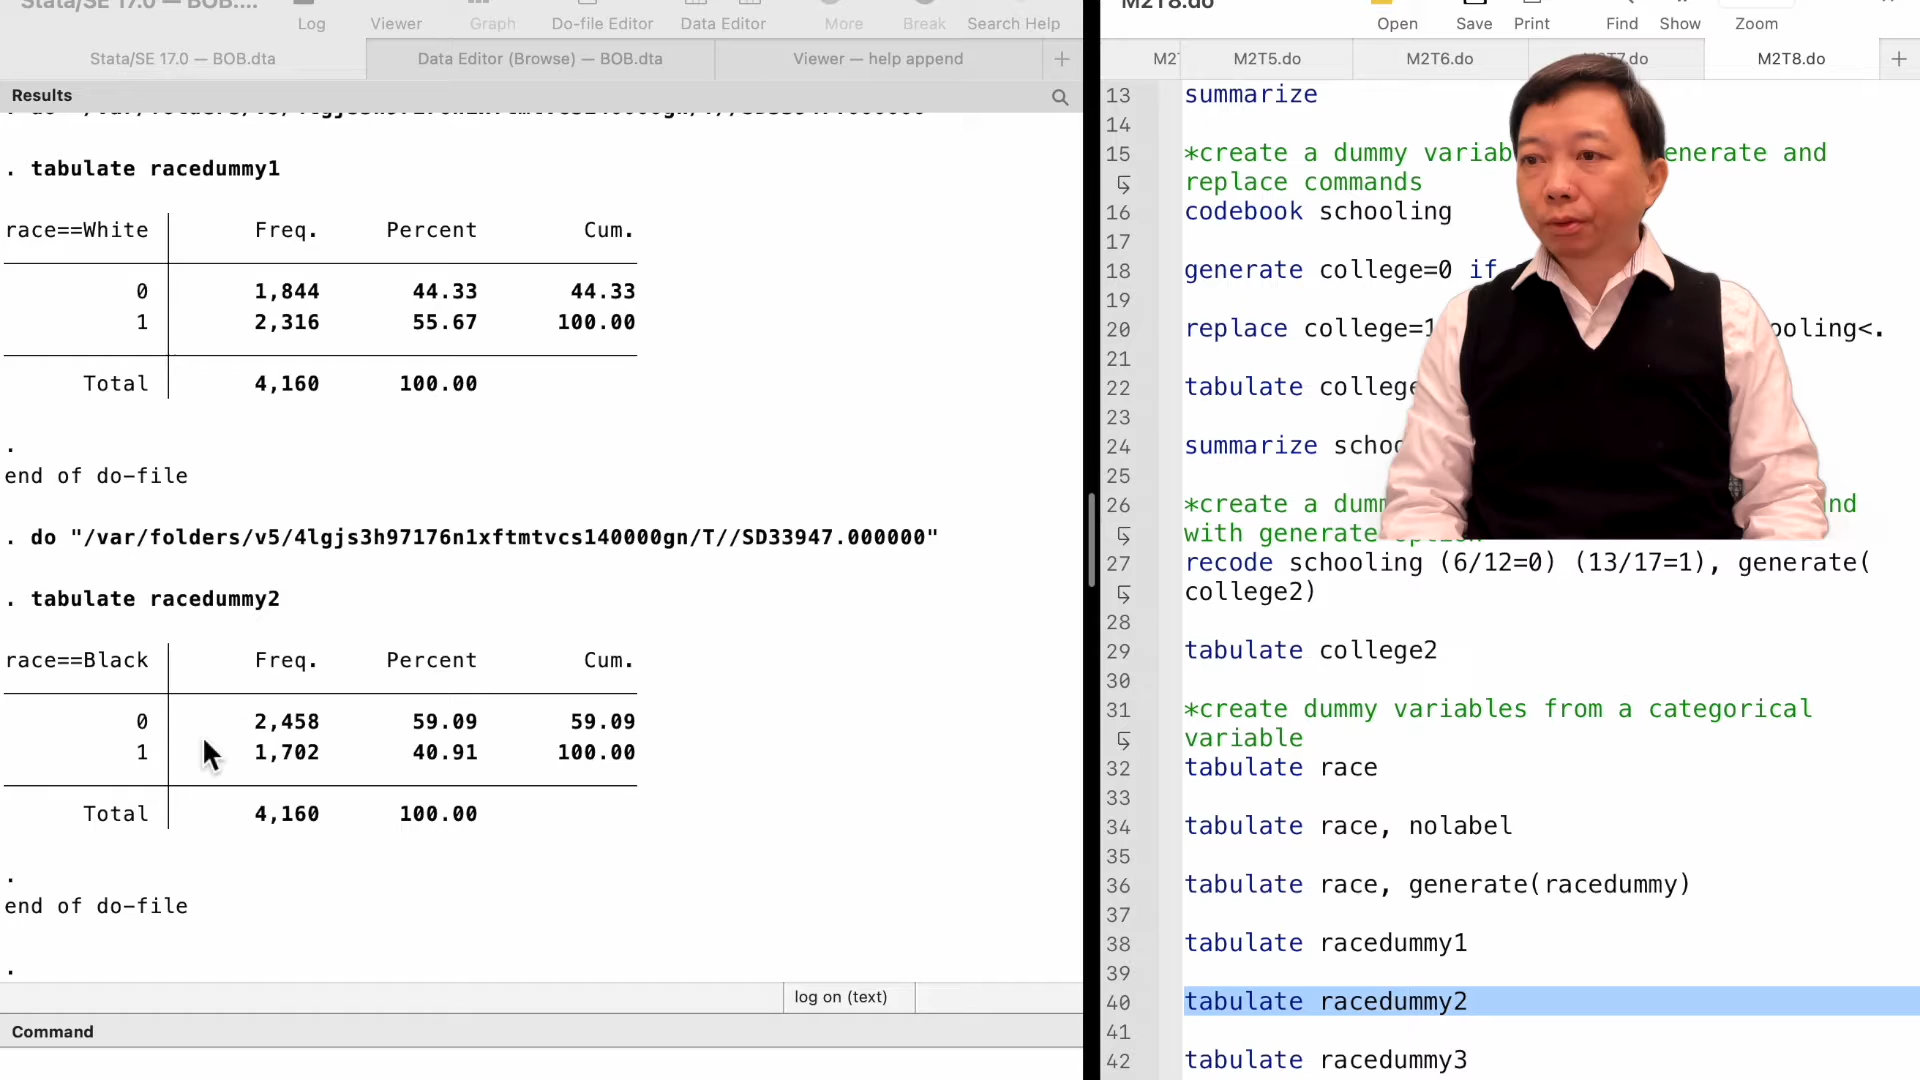 Stata/SE 17.0 — BOB....
Log Viewer Graph Do-file Editor Data Editor More Break Search Help
Stata/SE 17.0 — BOB.dta Data Editor (Browse) — BOB.dta Viewer — help append +
Results
. tabulate racedummy1
race==White Freq. Percent Cum.
0 1,844 44.33 44.33
1 2,316 55.67 100.00
Total 4,160 100.00
.
end of do-file
. do "/var/folders/v5/4lgjs3h97176n1xftmtvcs140000gn/T//SD33947.000000"
. tabulate racedummy2
race==Black Freq. Percent Cum.
0 2,458 59.09 59.09
1 1,702 40.91 100.00
Total 4,160 100.00
.
end of do-file
.
log on (text)
Command
M2T8.do
Open Save Print Find Show Zoom
M2T M2T5.do M2T6.do 7.do M2T8.do +
13 summarize
14
15 *create a dummy variab enerate and
replace commands
16 codebook schooling
17
18 generate college=0 if
19
20 replace college=1 ooling<.
21
22 tabulate college
23
24 summarize schoo
25
26 *create a dumm and
with generate option
27 recode schooling (6/12=0) (13/17=1), generate(
college2)
28
29 tabulate college2
30
31 *create dummy variables from a categorical
variable
32 tabulate race
33
34 tabulate race, nolabel
35
36 tabulate race, generate(racedummy)
37
38 tabulate racedummy1
39
40 tabulate racedummy2
41
42 tabulate racedummy3